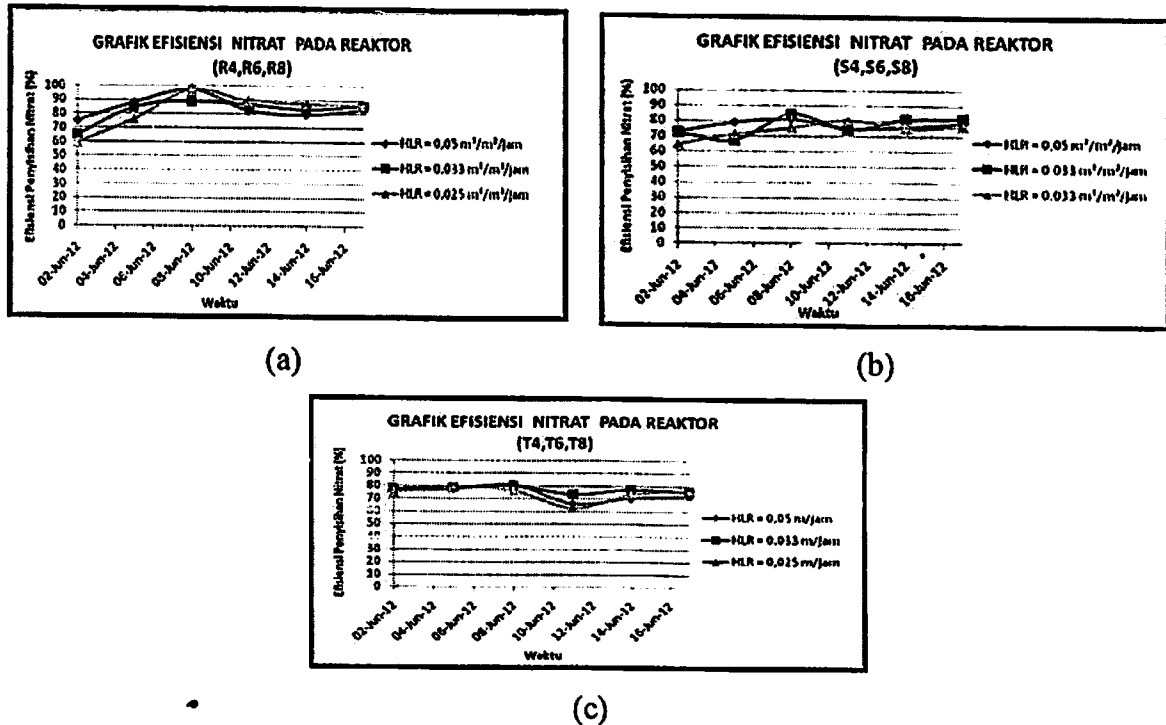 GRAFIK EFISIENSI NITRAT PADA REAKTOR
(R4,R6,R8)
Efisiensi Penyisihan Nitrat (%)
100
90
80
70
60
50
40
30
20
10
0
02-Jun-12
04-Jun-12
06-Jun-12
08-Jun-12
10-Jun-12
12-Jun-12
14-Jun-12
16-Jun-12
Waktu
HLR = 0,05 m³/m²/jam
HLR = 0.033 m³/m²/jam
HLR = 0.025 m³/m²/jam
(a)
GRAFIK EFISIENSI NITRAT PADA REAKTOR
(S4,S6,S8)
Efisiensi Penyisihan Nitrat (%)
100
90
80
70
60
50
40
30
20
10
0
02-Jun-12
04-Jun-12
06-Jun-12
08-Jun-12
10-Jun-12
12-Jun-12
14-Jun-12
16-Jun-12
Waktu
HLR = 0,05 m³/m²/jam
HLR = 0.033 m³/m²/jam
HLR = 0.033 m³/m²/jam
(b)
GRAFIK EFISIENSI NITRAT PADA REAKTOR
(T4,T6,T8)
Efisiensi Penyisihan Nitrat (%)
100
90
80
70
60
50
40
30
20
10
0
02-Jun-12
04-Jun-12
06-Jun-12
08-Jun-12
10-Jun-12
12-Jun-12
14-Jun-12
16-Jun-12
Waktu
HLR = 0,05 m/jam
HLR = 0.033 m/jam
HLR = 0,025 m/jam
(c)